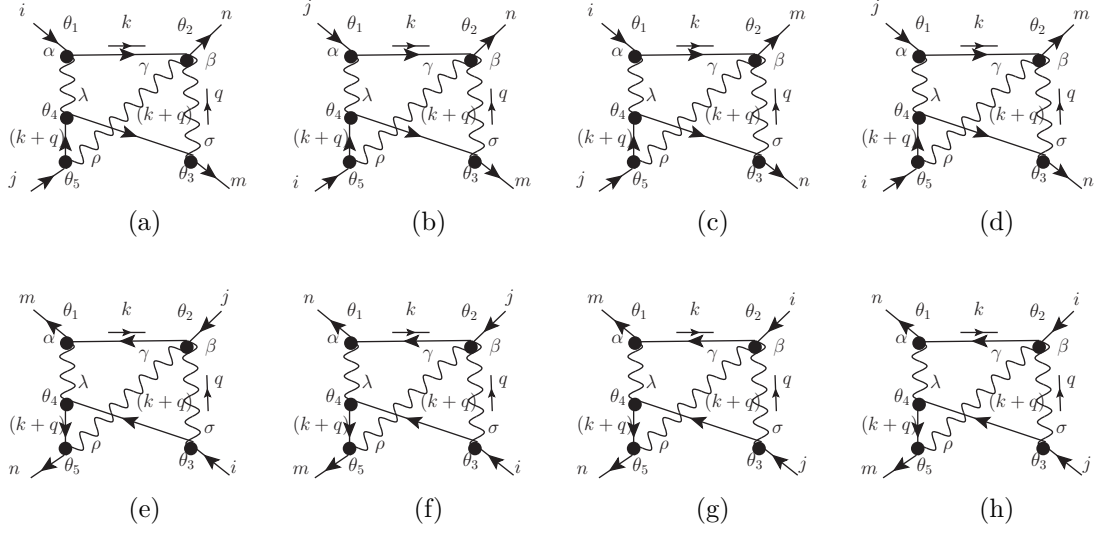 i θ₁ k θ₂ n
α γ β
λ q
θ₄ (k + q)
(k + q) ρ σ
j θ₅ θ₃ m
(a)
j θ₁ k θ₂ n
α γ β
λ q
θ₄ (k + q)
(k + q) ρ σ
i θ₅ θ₃ m
(b)
i θ₁ k θ₂ m
α γ β
λ q
θ₄ (k + q)
(k + q) ρ σ
j θ₅ θ₃ n
(c)
j θ₁ k θ₂ m
α γ β
λ q
θ₄ (k + q)
(k + q) ρ σ
i θ₅ θ₃ n
(d)
m θ₁ k θ₂ j
α γ β
λ q
θ₄ (k + q)
(k + q) ρ σ
n θ₅ θ₃ i
(e)
n θ₁ k θ₂ j
α γ β
λ q
θ₄ (k + q)
(k + q) ρ σ
m θ₅ θ₃ i
(f)
m θ₁ k θ₂ i
α γ β
λ q
θ₄ (k + q)
(k + q) ρ σ
n θ₅ θ₃ j
(g)
n θ₁ k θ₂ i
α γ β
λ q
θ₄ (k + q)
(k + q) ρ σ
m θ₅ θ₃ j
(h)